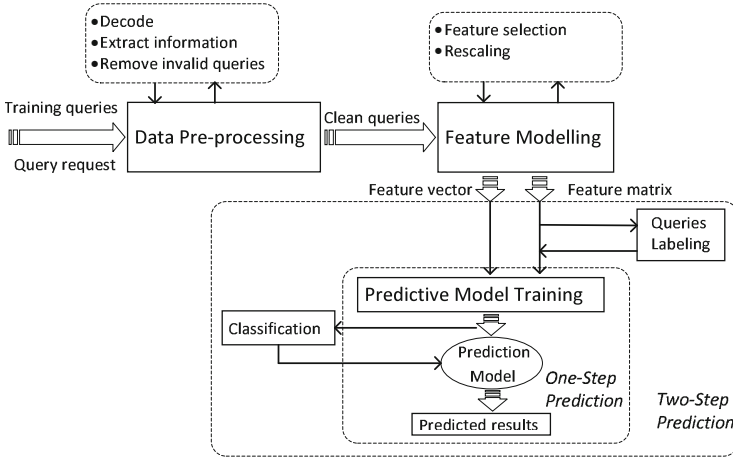 ● Decode
● Extract information
● Remove invalid queries
● Feature selection
● Rescaling
Training queries
Query request
Data Pre-processing
Clean queries
Feature Modelling
Feature vector
Feature matrix
Queries
Labeling
Predictive Model Training
Classification
Prediction
Model
One-Step
Prediction
Two-Step
Prediction
Predicted results